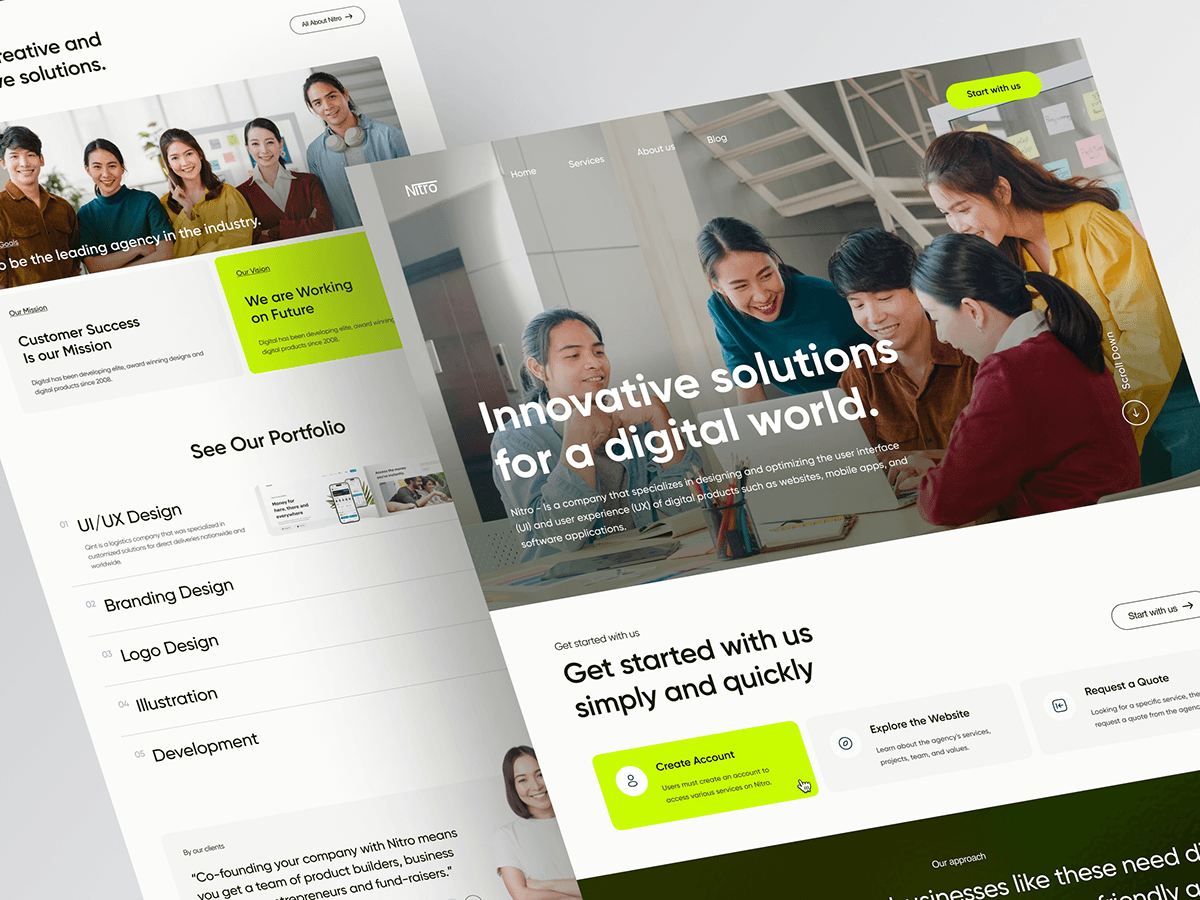 All About Nitro
reative and
ve solutions.
Goals
o be the leading agency in the industry.
Our Mission
Customer Success
Is our Mission
Digital has been developing elite, award winning designs and
digital products since 2008.
Our Vision
We are Working
on Future
Digital has been developing elite, award winning
digital products since 2008.
See Our Portfolio
01 UI/UX Design
Qint is a logistics company that was specialized in
customized solutions for direct deliveries nationwide and
worldwide.
Money for
here, there and
everywhere
Access the money
you've instantly.
02 Branding Design
03 Logo Design
04 Illustration
05 Development
By our clients
“Co-founding your company with Nitro means
you get a team of product builders, business
trepreneurs and fund-raisers.”
Nitro
Home
Services
About us
Blog
Start with us
Innovative solutions
for a digital world.
Nitro - Is a company that specializes in designing and optimizing the user interface
(UI) and user experience (UX) of digital products such as websites, mobile apps, and
software applications.
Scroll Down
Get started with us
Get started with us
simply and quickly
Start with us
Create Account
Users must create an account to
access various services on Nitro.
Explore the Website
Learn about the agency's services,
projects, team, and values.
Request a Quote
Looking for a specific service, the
request a quote from the agenc
Our approach
usinesses like these need di
friendly a